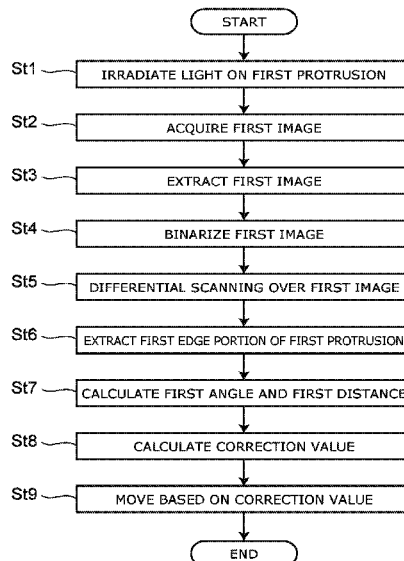 START
St1 IRRADIATE LIGHT ON FIRST PROTRUSION
St2 ACQUIRE FIRST IMAGE
St3 EXTRACT FIRST IMAGE
St4 BINARIZE FIRST IMAGE
St5 DIFFERENTIAL SCANNING OVER FIRST IMAGE
St6 EXTRACT FIRST EDGE PORTION OF FIRST PROTRUSION
St7 CALCULATE FIRST ANGLE AND FIRST DISTANCE
St8 CALCULATE CORRECTION VALUE
St9 MOVE BASED ON CORRECTION VALUE
END